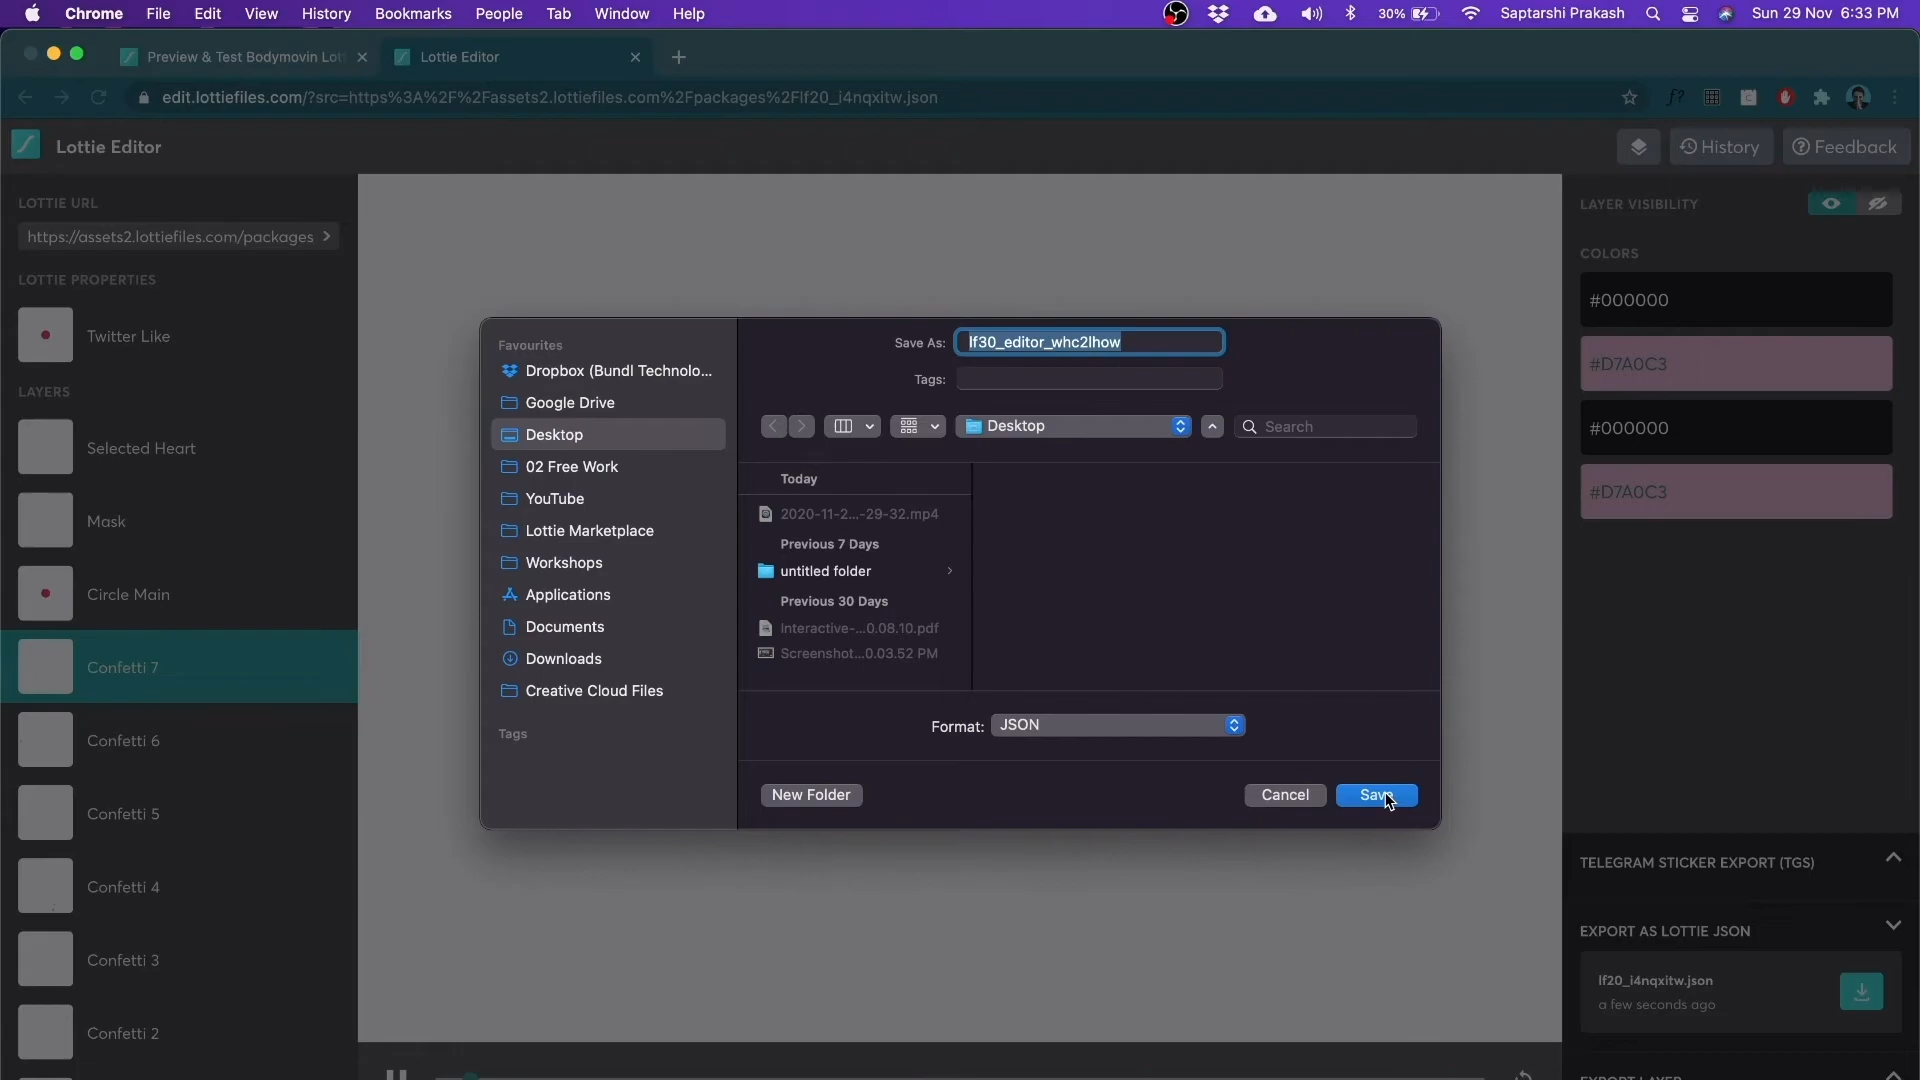 Chrome File Edit View History Bookmarks People Tab Window Help 30% Saptarshi Prakash Sun 29 Nov 6:33 PM
Preview & Test Bodymovin Lot Lottie Editor
edit.lottiefiles.com/?src=https%3A%2F%2Fassets2.lottiefiles.com%2Fpackages%2Flf20_i4nqxitw.json
Lottie Editor History Feedback
LOTTIE URL
https://assets2.lottiefiles.com/packages
LOTTIE PROPERTIES
Twitter Like
LAYERS
Selected Heart
Mask
Circle Main
Confetti 7
Confetti 6
Confetti 5
Confetti 4
Confetti 3
Confetti 2
Favourites
Dropbox (Bundl Technolo...
Google Drive
Desktop
02 Free Work
YouTube
Lottie Marketplace
Workshops
Applications
Documents
Downloads
Creative Cloud Files
Tags
Save As: lf30_editor_whc2lhow
Tags:
Desktop Search
Today
2020-11-2...-29-32.mp4
Previous 7 Days
untitled folder
Previous 30 Days
Interactive-...0.08.10.pdf
Screenshot...0.03.52 PM
Format: JSON
New Folder Cancel Save
LAYER VISIBILITY
COLORS
#000000
#D7A0C3
#000000
#D7A0C3
TELEGRAM STICKER EXPORT (TGS)
EXPORT AS LOTTIE JSON
lf20_i4nqxitw.json
a few seconds ago
EXPORT LAYER